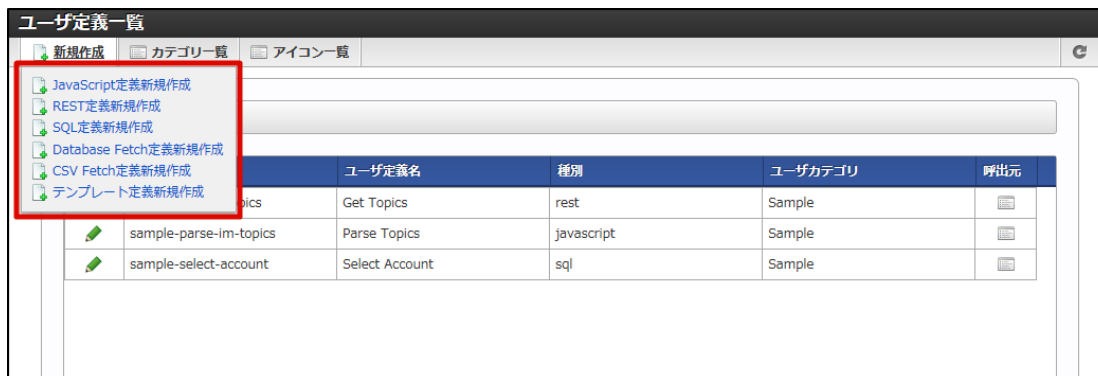 ユーザ定義一覧
新規作成 カテゴリ一覧 アイコン一覧
JavaScript定義新規作成
REST定義新規作成
SQL定義新規作成
Database Fetch定義新規作成
CSV Fetch定義新規作成
テンプレート定義新規作成
ユーザ定義名 種別 ユーザカテゴリ 呼出元
pics Get Topics rest Sample
sample-parse-im-topics Parse Topics javascript Sample
sample-select-account Select Account sql Sample